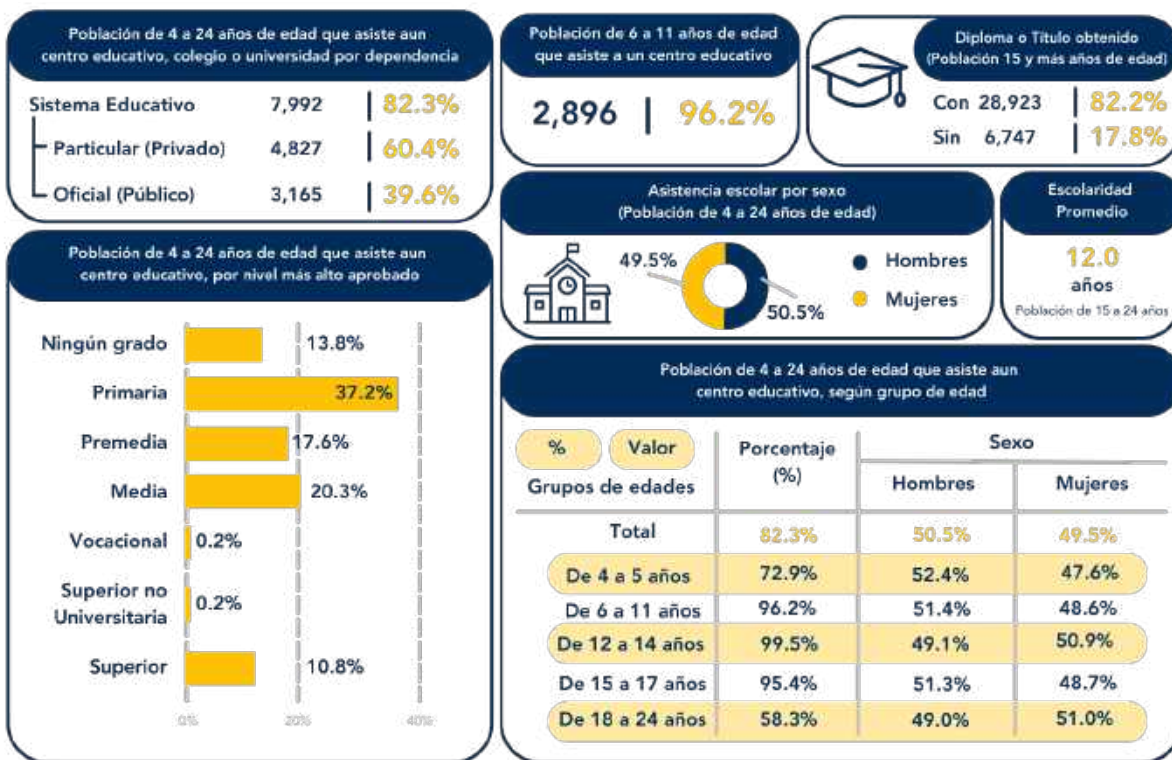 Población de 4 a 24 años de edad que asiste aun
centro educativo, colegio o universidad por dependencia
Sistema Educativo 7,992 82.3%
Particular (Privado) 4,827 60.4%
Oficial (Público) 3,165 39.6%
Población de 6 a 11 años de edad
que asiste a un centro educativo
2,896 96.2%
Diploma o Título obtenido
(Población 15 y más años de edad)
Con 28,923 82.2%
Sin 6,747 17.8%
Asistencia escolar por sexo
(Población de 4 a 24 años de edad)
49.5%
50.5%
Hombres
Mujeres
Escolaridad
Promedio
12.0
años
Población de 15 a 24 años
Población de 4 a 24 años de edad que asiste aun
centro educativo, por nivel más alto aprobado
Ningún grado 13.8%
Primaria 37.2%
Premedia 17.6%
Media 20.3%
Vocacional 0.2%
Superior no
Universitaria 0.2%
Superior 10.8%
0% 20% 40%
Población de 4 a 24 años de edad que asiste aun
centro educativo, según grupo de edad
% Valor
Grupos de edades
Porcentaje
(%)
Sexo
Hombres Mujeres
Total 82.3% 50.5% 49.5%
De 4 a 5 años 72.9% 52.4% 47.6%
De 6 a 11 años 96.2% 51.4% 48.6%
De 12 a 14 años 99.5% 49.1% 50.9%
De 15 a 17 años 95.4% 51.3% 48.7%
De 18 a 24 años 58.3% 49.0% 51.0%